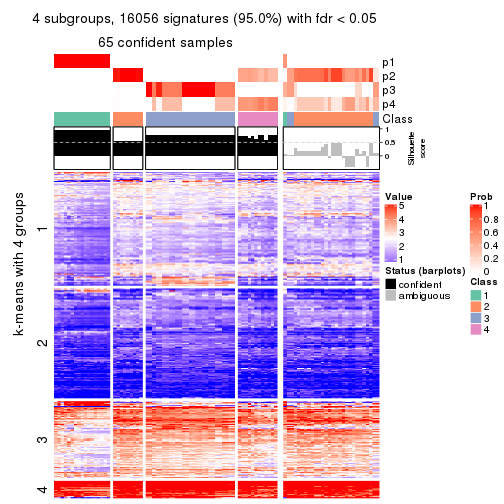 4 subgroups, 16056 signatures (95.0%) with fdr < 0.05
65 confident samples
p1
p2
p3
p4
Class
1
0.5
0
Silhouette
score
k-means with 4 groups
1
2
3
4
Value
5
4
3
2
1
Status (barplots)
confident
ambiguous
Prob
1
0.8
0.6
0.4
0.2
0
Class
1
2
3
4